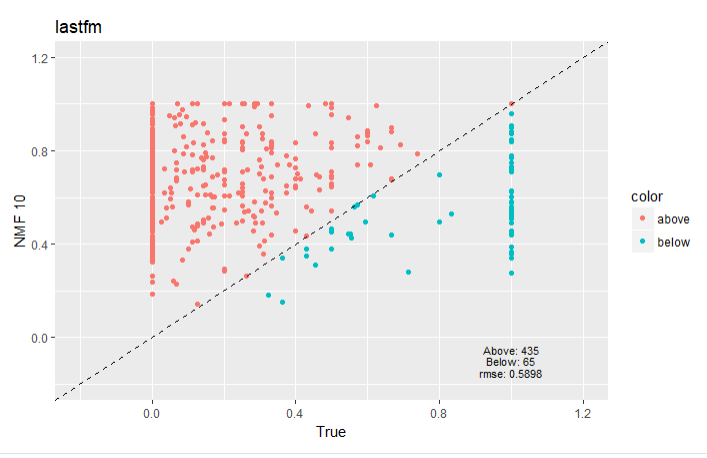 lastfm
1.2
0.8
0.4
0.0
NMF 10
Above: 435
Below: 65
rmse: 0.5898
0.0 0.4 0.8 1.2
True
color
above
below